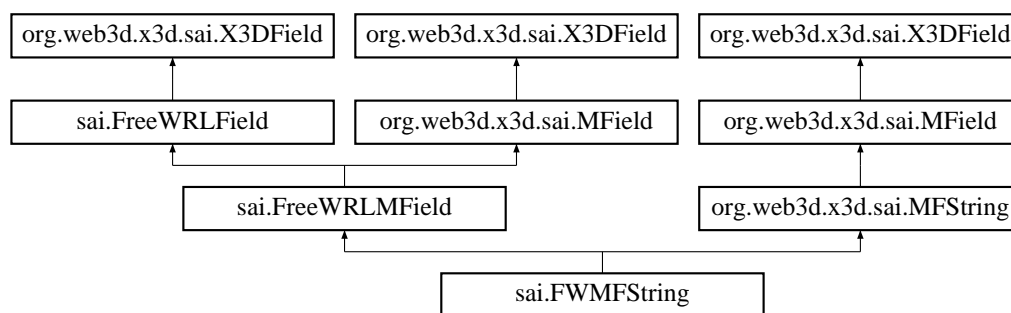 org.web3d.x3d.sai.X3DField
org.web3d.x3d.sai.X3DField
org.web3d.x3d.sai.X3DField
sai.FreeWRLField
org.web3d.x3d.sai.MField
org.web3d.x3d.sai.MField
sai.FreeWRLMField
org.web3d.x3d.sai.MFString
sai.FWMFString